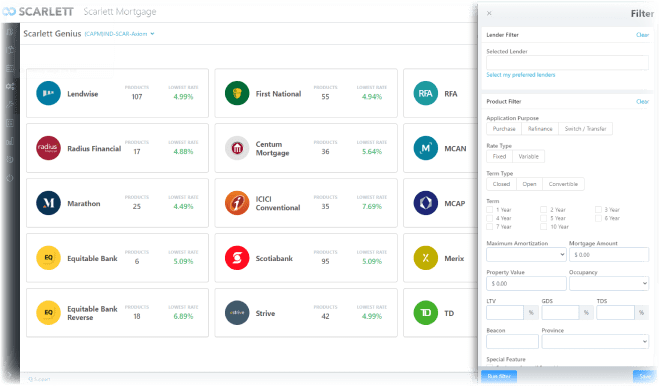 SCARLETT Scarlett Mortgage
Scarlett Genius
Lendwise PRODUCTS 107 LOWEST RATE 4.99%
First National PRODUCTS 55 LOWEST RATE 4.94%
RFA RFA
Radius Financial PRODUCTS 17 LOWEST RATE 4.88%
Centum Mortgage PRODUCTS 36 LOWEST RATE 5.64%
MCAN
Marathon PRODUCTS 25 LOWEST RATE 4.49%
ICICI Conventional PRODUCTS 35 LOWEST RATE 7.69%
MCAP
EQ Equitable Bank PRODUCTS 6 LOWEST RATE 5.09%
Scotiabank PRODUCTS 95 LOWEST RATE 5.09%
Merix
EQ Equitable Bank Reverse PRODUCTS 18 LOWEST RATE 6.89%
Strive PRODUCTS 42 LOWEST RATE 4.99%
TD TD
× Filter
Lender Filter Clear
Selected Lender
Select my preferred lenders
Product Filter Clear
Application Purpose
Purchase Refinance Switch / Transfer
Rate Type
Fixed Variable
Term Type
Closed Open Convertible
Term
1 Year 2 Year 3 Year
4 Year 5 Year 6 Year
7 Year 10 Year
Maximum Amortization Mortgage Amount
$ 0.00
Property Value Occupancy
$ 0.00
LTV GDS TDS
% % %
Beacon Province
Special Feature
Run filter